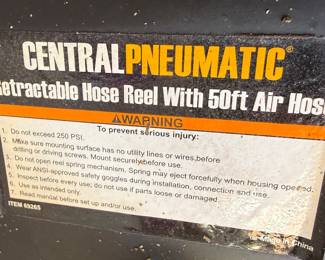 CENTRALPNEUMATIC®
Retractable Hose Reel With 50ft Air Hos
⚠WARNING
To prevent serious injury:
1. Do not exceed 250 PSI.
2. Make sure mounting surface has no utility lines or wires before
drilling or driving screws. Mount securely before use.
3. Do not open reel spring mechanism. Spring may eject forcefully when housing opened.
4. Wear ANSI-approved safety goggles during installation, connection and use.
5. Inspect before every use; do not use if parts loose or damaged.
6. Use as intended only.
7. Read manual before set up and/or use.
ITEM 69265
Made in China